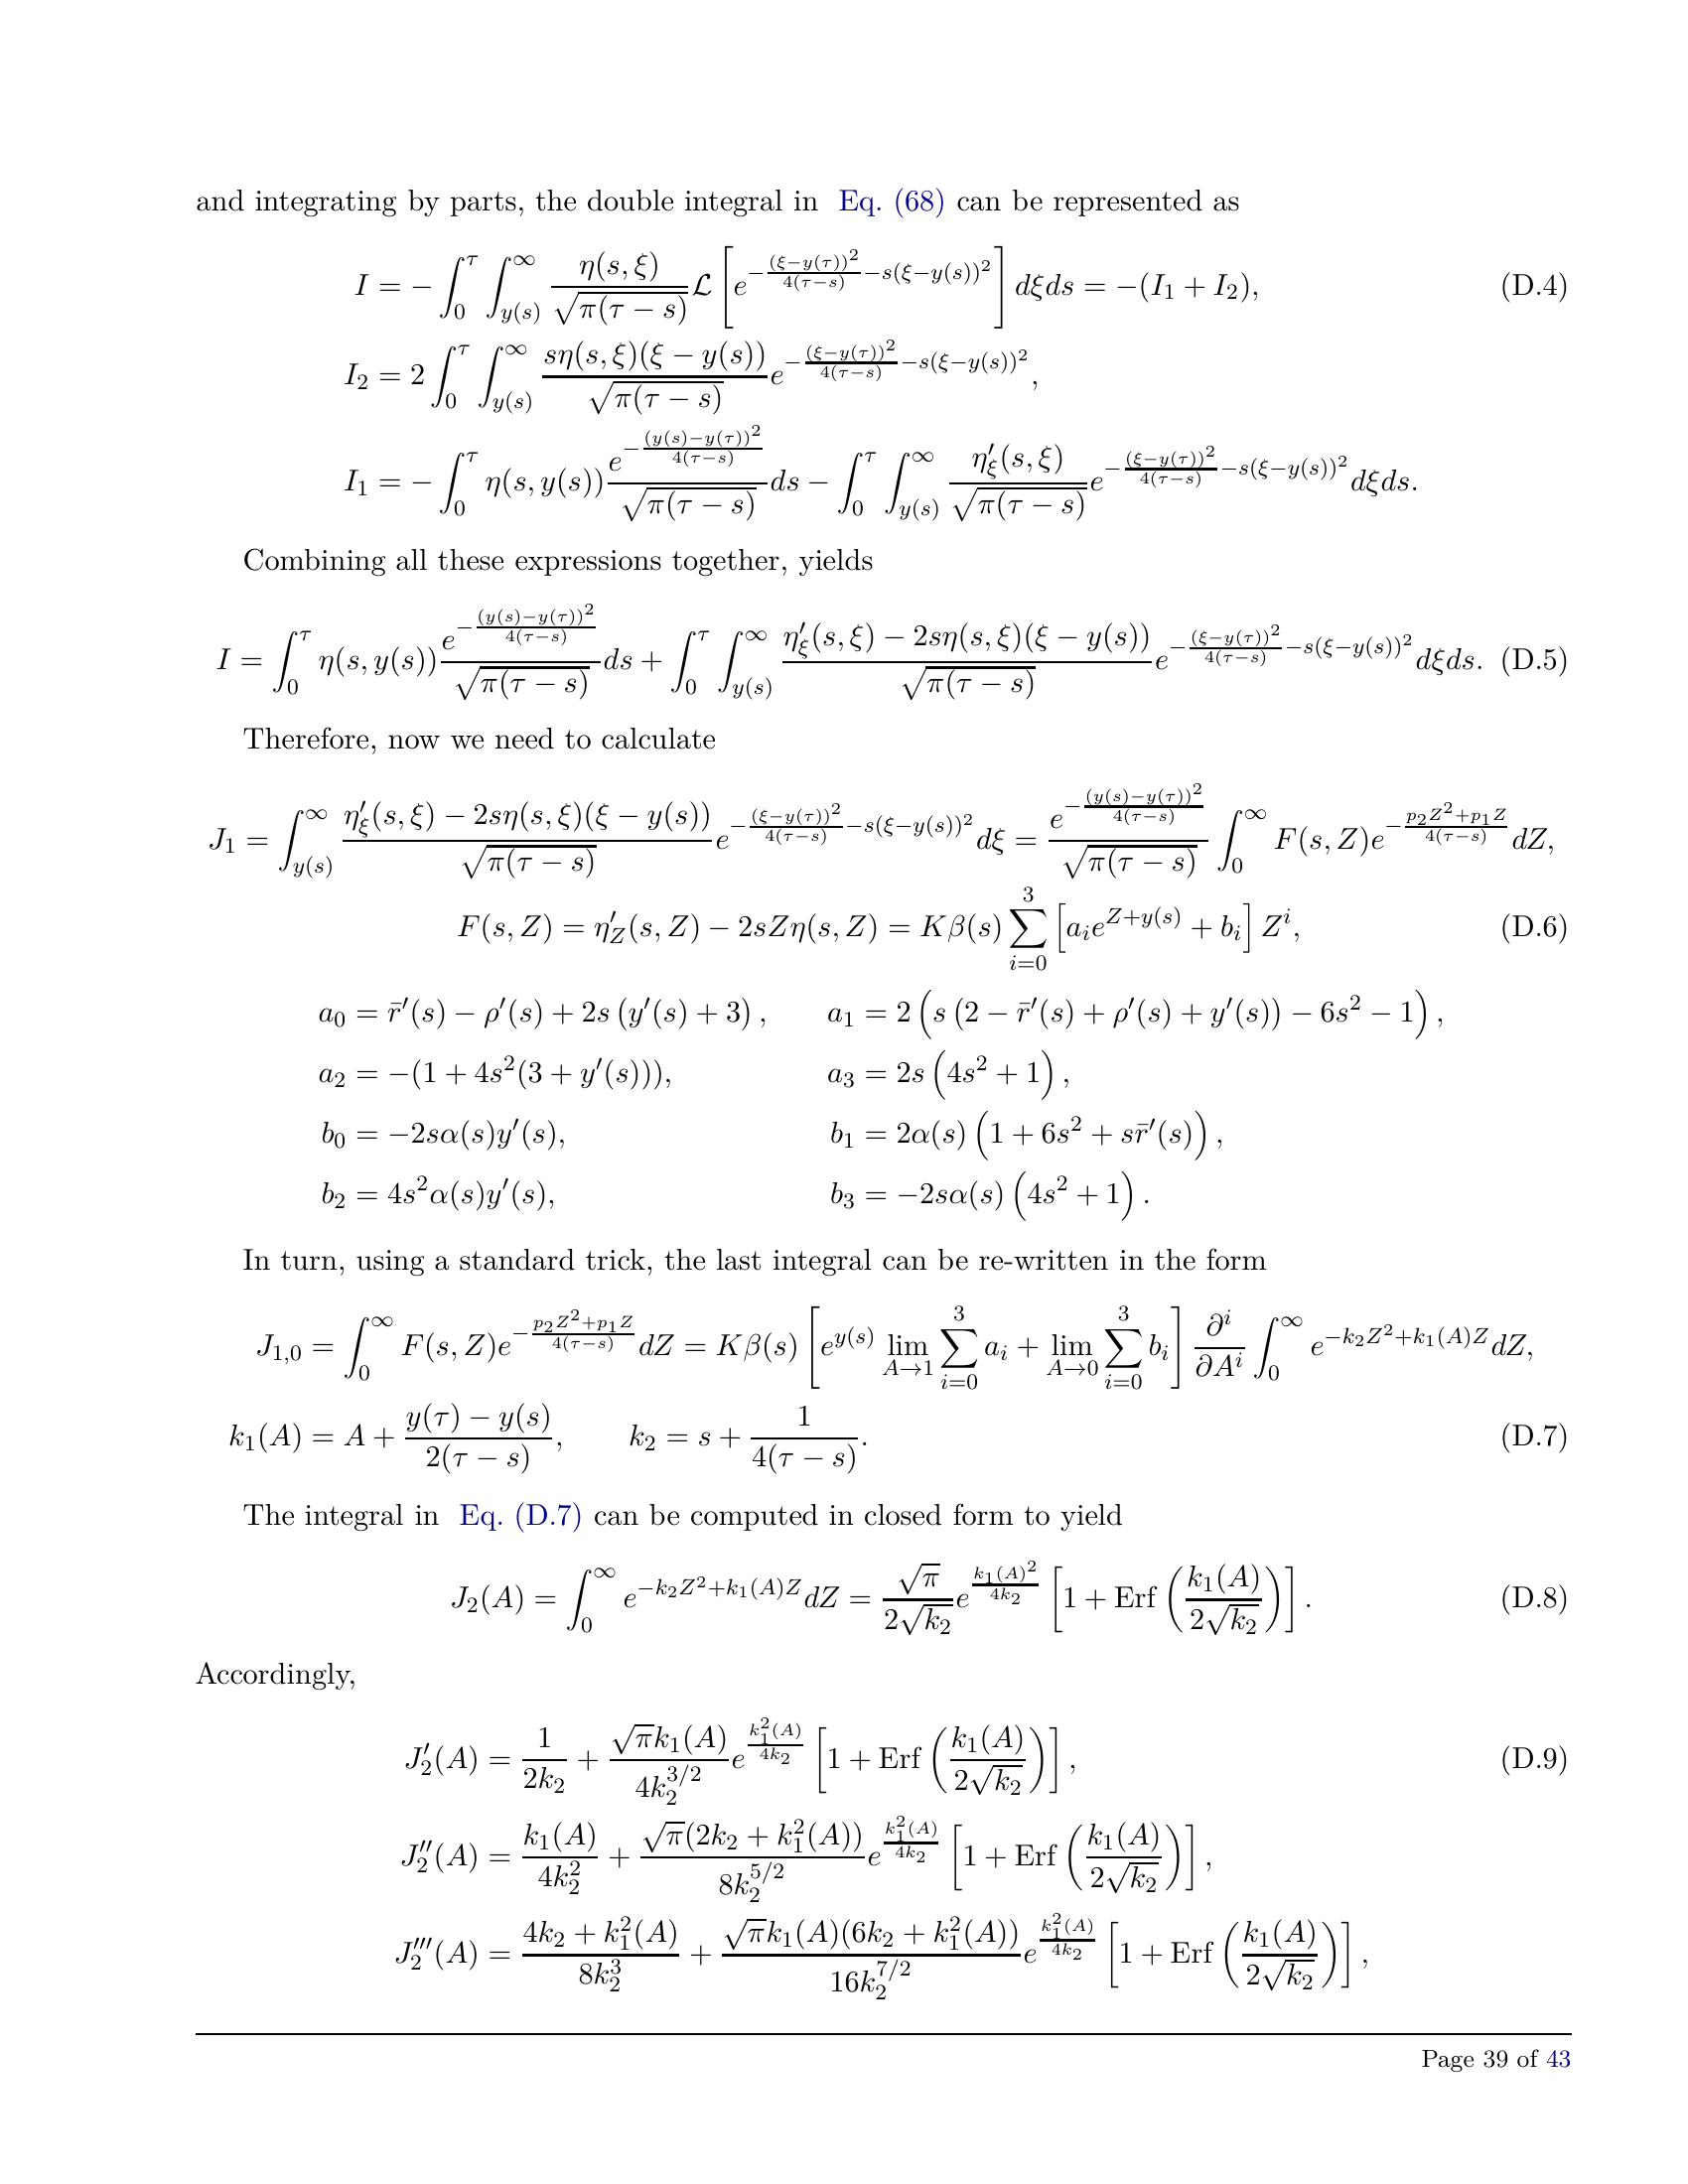 and integrating by parts, the double integral in Eq. (68) can be represented as
$I = -\int_0^\tau \int_{y(s)}^\infty \frac{\eta(s,\xi)}{\sqrt{\pi(\tau-s)}} \mathcal{L}\left[ e^{-\frac{(\xi-y(\tau))^2}{4(\tau-s)}-s(\xi-y(s))^2} \right] d\xi ds = -(I_1 + I_2),$ (D.4)
$I_2 = 2\int_0^\tau \int_{y(s)}^\infty \frac{s\eta(s,\xi)(\xi-y(s))}{\sqrt{\pi(\tau-s)}} e^{-\frac{(\xi-y(\tau))^2}{4(\tau-s)}-s(\xi-y(s))^2},$
$I_1 = -\int_0^\tau \eta(s,y(s)) \frac{e^{-\frac{(y(s)-y(\tau))^2}{4(\tau-s)}}}{\sqrt{\pi(\tau-s)}} ds - \int_0^\tau \int_{y(s)}^\infty \frac{\eta'_\xi(s,\xi)}{\sqrt{\pi(\tau-s)}} e^{-\frac{(\xi-y(\tau))^2}{4(\tau-s)}-s(\xi-y(s))^2} d\xi ds.$
Combining all these expressions together, yields
$I = \int_0^\tau \eta(s,y(s)) \frac{e^{-\frac{(y(s)-y(\tau))^2}{4(\tau-s)}}}{\sqrt{\pi(\tau-s)}} ds + \int_0^\tau \int_{y(s)}^\infty \frac{\eta'_\xi(s,\xi)-2s\eta(s,\xi)(\xi-y(s))}{\sqrt{\pi(\tau-s)}} e^{-\frac{(\xi-y(\tau))^2}{4(\tau-s)}-s(\xi-y(s))^2} d\xi ds.$ (D.5)
Therefore, now we need to calculate
$J_1 = \int_{y(s)}^\infty \frac{\eta'_\xi(s,\xi)-2s\eta(s,\xi)(\xi-y(s))}{\sqrt{\pi(\tau-s)}} e^{-\frac{(\xi-y(\tau))^2}{4(\tau-s)}-s(\xi-y(s))^2} d\xi = \frac{e^{-\frac{(y(s)-y(\tau))^2}{4(\tau-s)}}}{\sqrt{\pi(\tau-s)}} \int_0^\infty F(s,Z) e^{-\frac{p_2Z^2+p_1Z}{4(\tau-s)}} dZ,$
$F(s,Z) = \eta'_Z(s,Z) - 2sZ\eta(s,Z) = K\beta(s) \sum_{i=0}^3 \left[ a_i e^{Z+y(s)} + b_i \right] Z^i,$ (D.6)
$a_0 = \bar{r}'(s) - \rho'(s) + 2s\left(y'(s)+3\right), \quad a_1 = 2\left(s\left(2-\bar{r}'(s)+\rho'(s)+y'(s)\right)-6s^2-1\right),$
$a_2 = -(1+4s^2(3+y'(s))), \quad a_3 = 2s\left(4s^2+1\right),$
$b_0 = -2s\alpha(s)y'(s), \quad b_1 = 2\alpha(s)\left(1+6s^2+s\bar{r}'(s)\right),$
$b_2 = 4s^2\alpha(s)y'(s), \quad b_3 = -2s\alpha(s)\left(4s^2+1\right).$
In turn, using a standard trick, the last integral can be re-written in the form
$J_{1,0} = \int_0^\infty F(s,Z) e^{-\frac{p_2Z^2+p_1Z}{4(\tau-s)}} dZ = K\beta(s) \left[ e^{y(s)} \lim_{A\to1} \sum_{i=0}^3 a_i + \lim_{A\to0} \sum_{i=0}^3 b_i \right] \frac{\partial^i}{\partial A^i} \int_0^\infty e^{-k_2Z^2+k_1(A)Z} dZ,$
$k_1(A) = A + \frac{y(\tau)-y(s)}{2(\tau-s)}, \quad k_2 = s + \frac{1}{4(\tau-s)}.$ (D.7)
The integral in Eq. (D.7) can be computed in closed form to yield
$J_2(A) = \int_0^\infty e^{-k_2Z^2+k_1(A)Z} dZ = \frac{\sqrt{\pi}}{2\sqrt{k_2}} e^{\frac{k_1(A)^2}{4k_2}} \left[ 1 + \text{Erf}\left( \frac{k_1(A)}{2\sqrt{k_2}} \right) \right].$ (D.8)
Accordingly,
$J_2'(A) = \frac{1}{2k_2} + \frac{\sqrt{\pi}k_1(A)}{4k_2^{3/2}} e^{\frac{k_1^2(A)}{4k_2}} \left[ 1 + \text{Erf}\left( \frac{k_1(A)}{2\sqrt{k_2}} \right) \right],$ (D.9)
$J_2''(A) = \frac{k_1(A)}{4k_2^2} + \frac{\sqrt{\pi}(2k_2+k_1^2(A))}{8k_2^{5/2}} e^{\frac{k_1^2(A)}{4k_2}} \left[ 1 + \text{Erf}\left( \frac{k_1(A)}{2\sqrt{k_2}} \right) \right],$
$J_2'''(A) = \frac{4k_2+k_1^2(A)}{8k_2^3} + \frac{\sqrt{\pi}k_1(A)(6k_2+k_1^2(A))}{16k_2^{7/2}} e^{\frac{k_1^2(A)}{4k_2}} \left[ 1 + \text{Erf}\left( \frac{k_1(A)}{2\sqrt{k_2}} \right) \right],$
Page 39 of 43